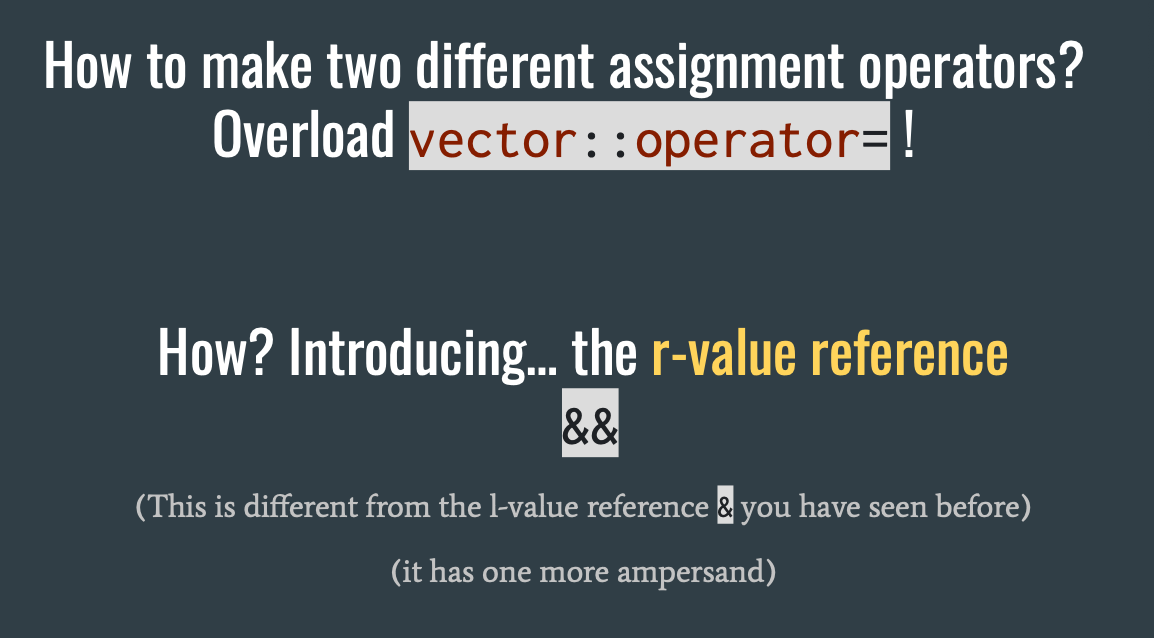 How to make two different assignment operators?
Overload vector::operator= !
How? Introducing... the r-value reference
&&
(This is different from the l-value reference & you have seen before)
(it has one more ampersand)